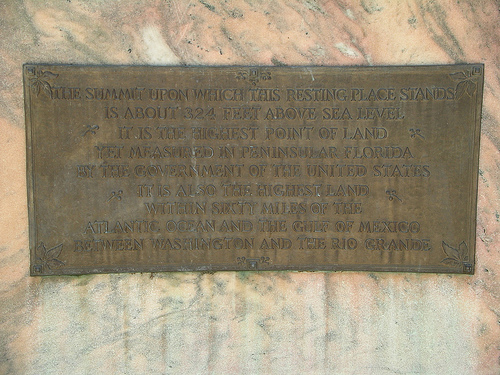 THE SUMMIT UPON WHICH THIS RESTING PLACE STANDS
IS ABOUT 324 FEET ABOVE SEA LEVEL
IT IS THE HIGHEST POINT OF LAND
YET MEASURED IN PENINSULAR FLORIDA
BY THE GOVERNMENT OF THE UNITED STATES
IT IS ALSO THE HIGHEST LAND
WITHIN SIXTY MILES OF THE
ATLANTIC OCEAN AND THE GULF OF MEXICO
BETWEEN WASHINGTON AND THE RIO GRANDE